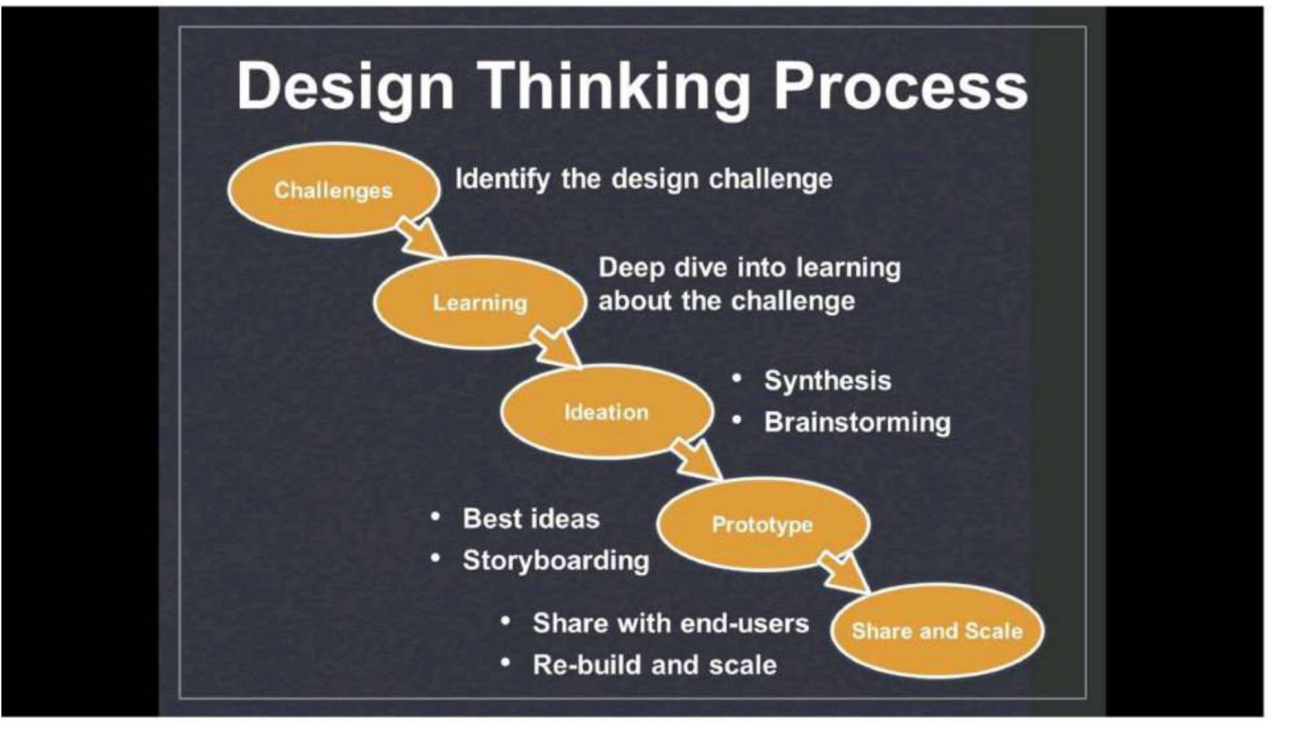 Design Thinking Process
Challenges
Identify the design challenge
Learning
Deep dive into learning
about the challenge
Ideation
• Synthesis
• Brainstorming
Prototype
• Best ideas
• Storyboarding
Share and Scale
• Share with end-users
• Re-build and scale